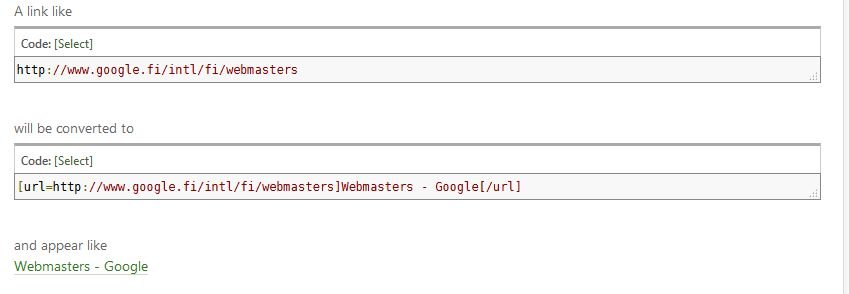 A link like
Code: [Select]
http://www.google.fi/intl/fi/webmasters
will be converted to
Code: [Select]
[url=http://www.google.fi/intl/fi/webmasters]Webmasters - Google[/url]
and appear like
Webmasters - Google